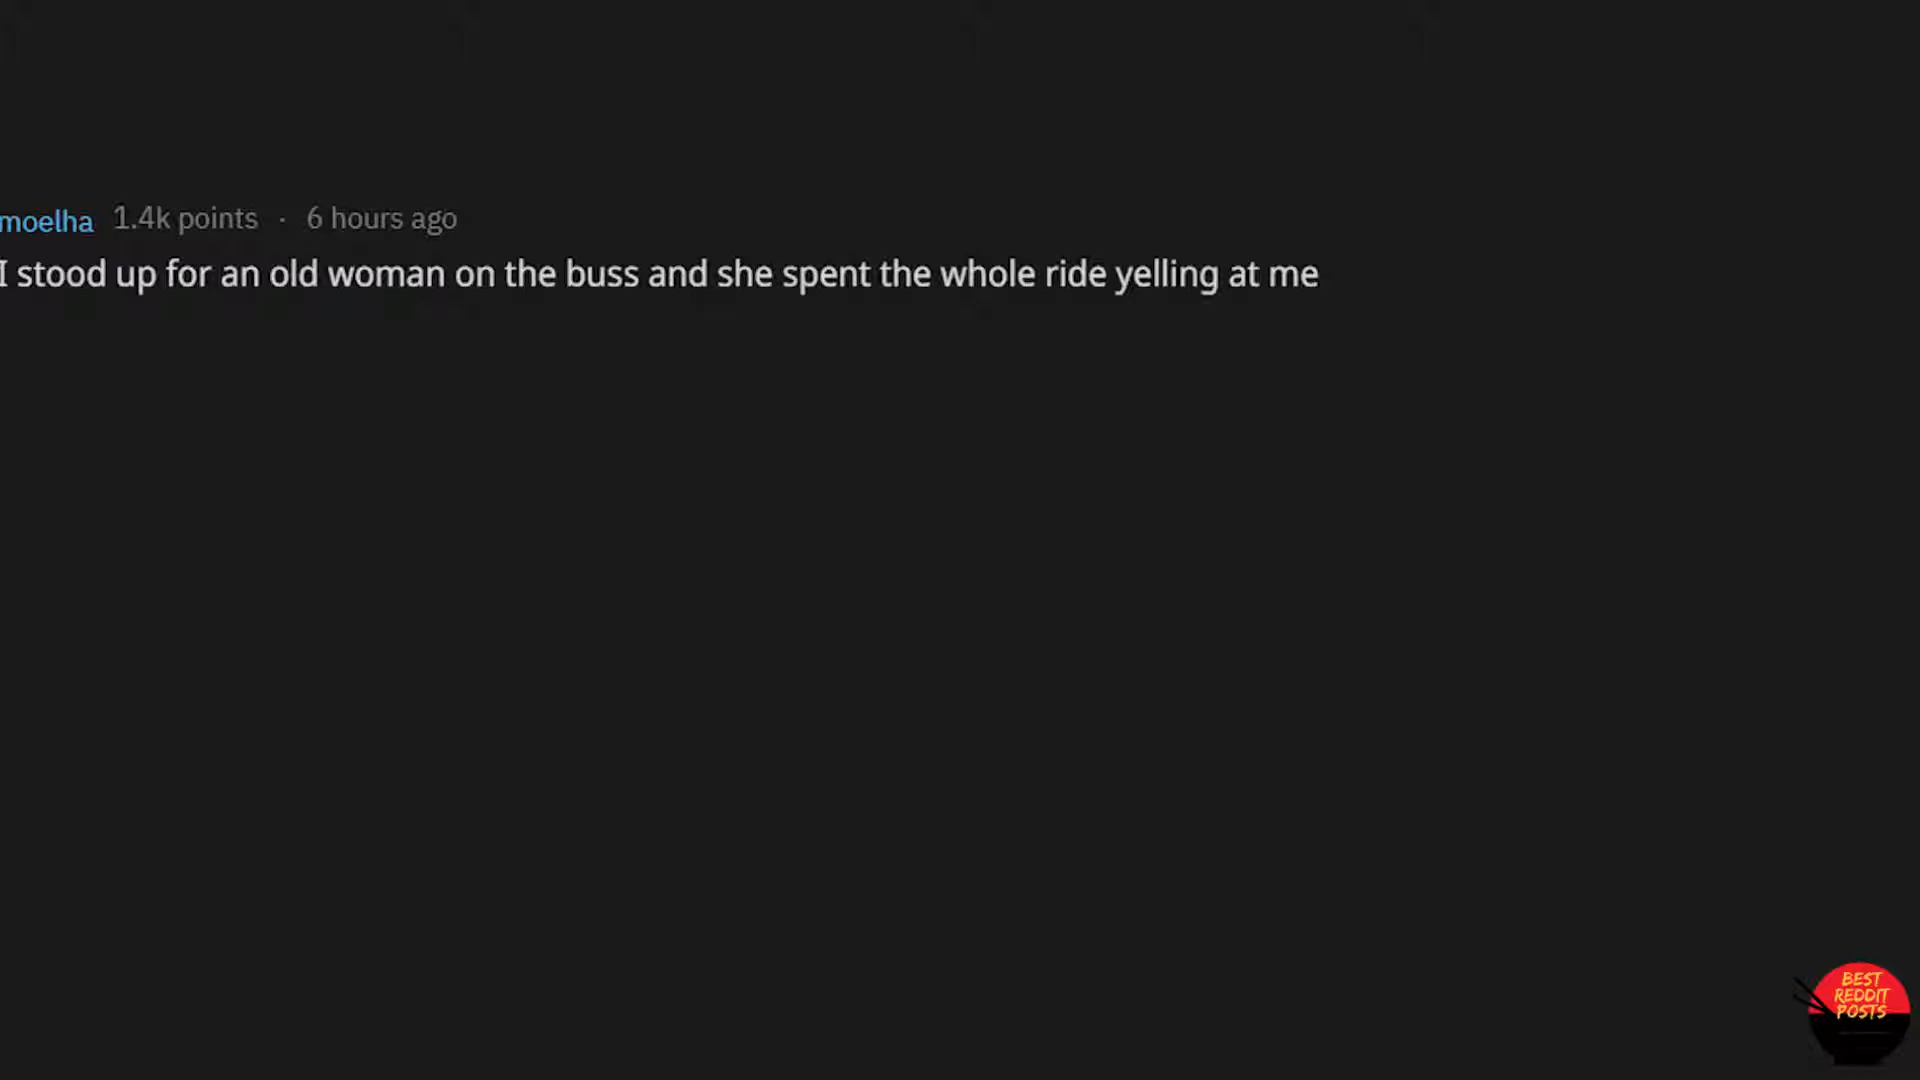 moelha 1.4k points · 6 hours ago
I stood up for an old woman on the buss and she spent the whole ride yelling at me
BEST
REDDIT
POSTS